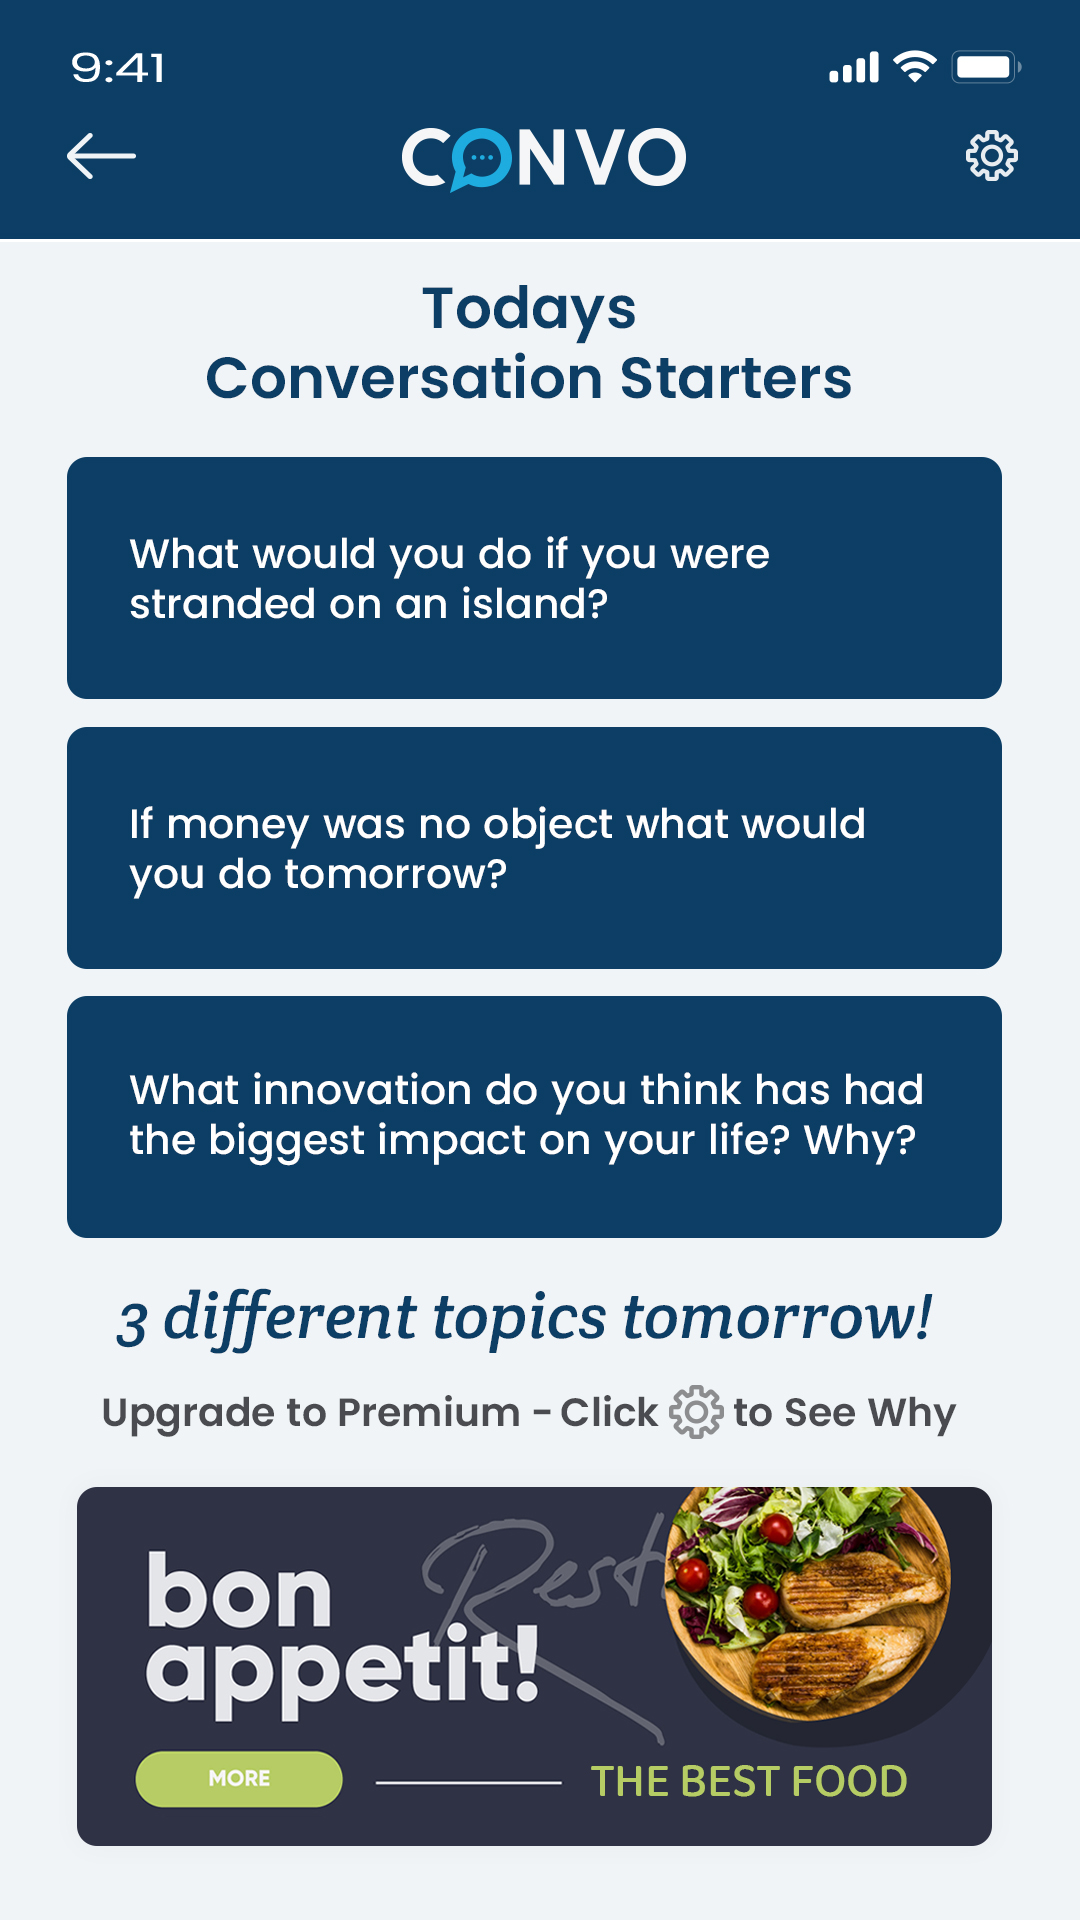 9:41
CONVO
Todays
Conversation Starters
What would you do if you were
stranded on an island?
If money was no object what would
you do tomorrow?
What innovation do you think has had
the biggest impact on your life? Why?
3 different topics tomorrow!
Upgrade to Premium - Click to See Why
Rest
bon
appetit!
MORE
THE BEST FOOD